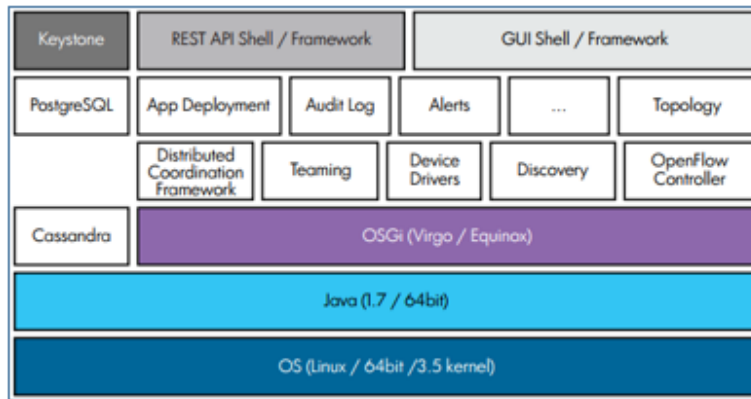 Keystone
REST API Shell / Framework
GUI Shell / Framework
PostgreSQL
App Deployment
Audit Log
Alerts
...
Topology
Distributed
Coordination
Framework
Teaming
Device
Drivers
Discovery
OpenFlow
Controller
Cassandra
OSGi (Virgo / Equinox)
Java (1.7 / 64bit)
OS (Linux / 64bit /3.5 kernel)